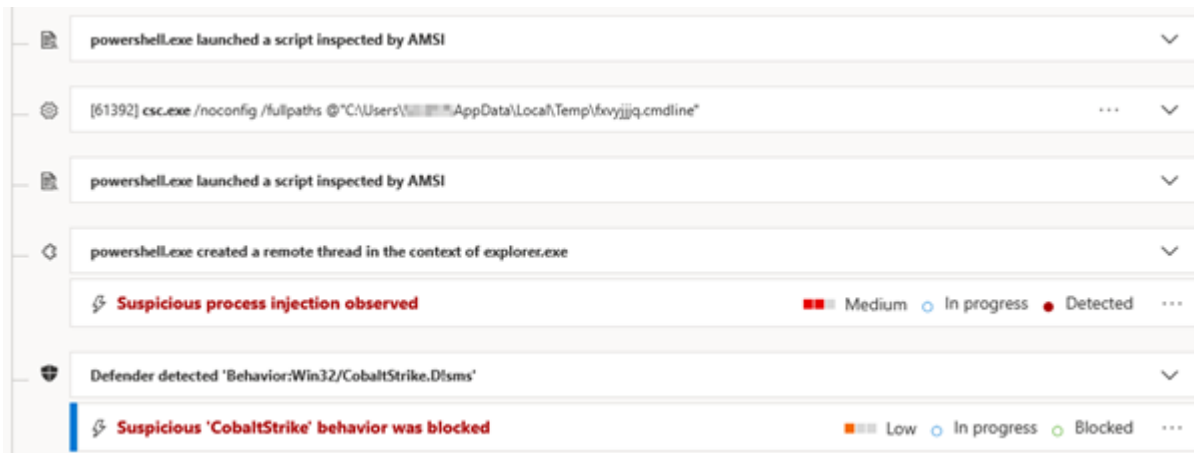 powershell.exe launched a script inspected by AMSI
[61392] csc.exe /noconfig /fullpaths @"C:\Users\ AppData\Local\Temp\fxvyjjjq.cmdline" ...
powershell.exe launched a script inspected by AMSI
powershell.exe created a remote thread in the context of explorer.exe
Suspicious process injection observed Medium In progress Detected ...
Defender detected 'Behavior:Win32/CobaltStrike.D!sms'
Suspicious 'CobaltStrike' behavior was blocked Low In progress Blocked ...